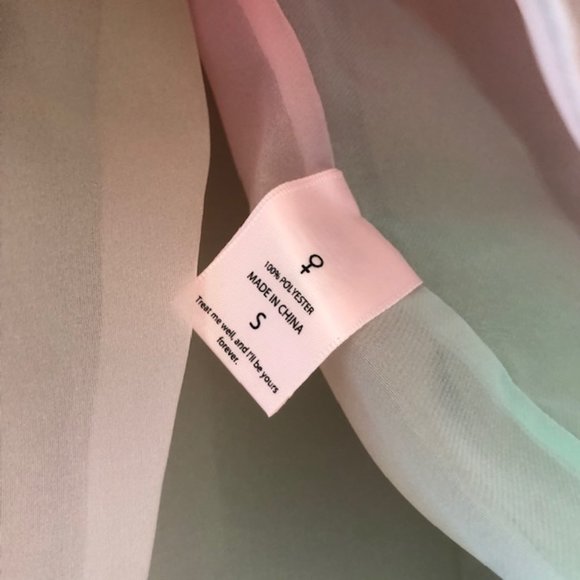 100% POLYESTER
MADE IN CHINA
S
Treat me well, and I'll be yours
forever.